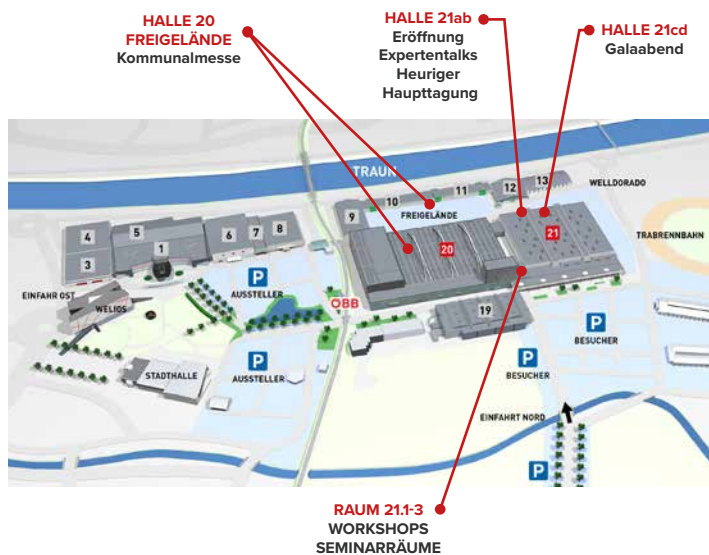 HALLE 20
FREIGELÄNDE
Kommunalmesse
HALLE 21ab
Eröffnung
Expertentalks
Heuriger
Haupttagung
HALLE 21cd
Galaabend
TRAUN
WELLDORADO
TRABRENNBAHN
FREIGELÄNDE
4
5
3
1
6
7
8
9
10
11
12
13
20
21
19
EINFAHR OST
WELIOS
STADTHALLE
P
AUSSTELLER
P
AUSSTELLER
ÖBB
P
BESUCHER
P
BESUCHER
EINFAHRT NORD
P
RAUM 21.1-3
WORKSHOPS
SEMINARRÄUME